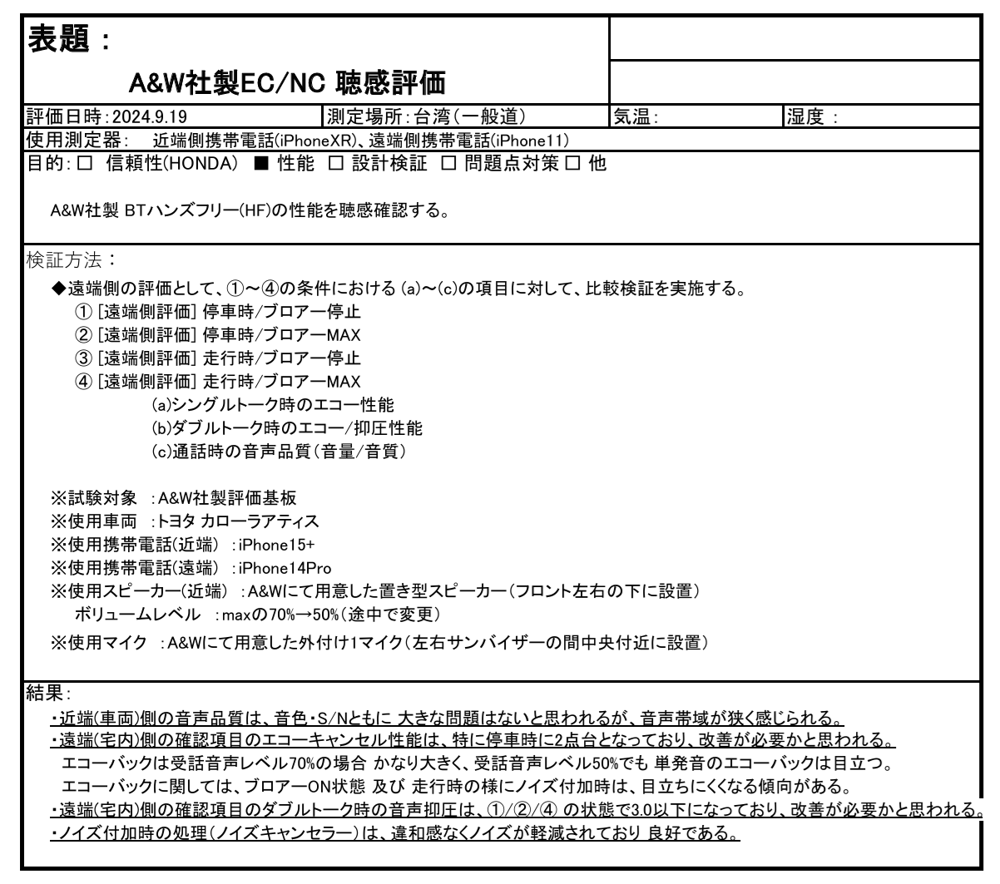 表題：
A&W社製EC/NC 聴感評価
評価日時：2024.9.19
測定場所：台湾（一般道）
気温：
湿度 ：
使用測定器： 近端側携帯電話(iPhoneXR)、遠端側携帯電話(iPhone11)
目的：□ 信頼性(HONDA) ■ 性能 □ 設計検証 □ 問題点対策 □ 他
A&W社製 BTハンズフリー(HF)の性能を聴感確認する。
検証方法：
◆遠端側の評価として、①～④の条件における (a)～(c)の項目に対して、比較検証を実施する。
① [遠端側評価] 停車時/ブロアー停止
② [遠端側評価] 停車時/ブロアーMAX
③ [遠端側評価] 走行時/ブロアー停止
④ [遠端側評価] 走行時/ブロアーMAX
(a)シングルトーク時のエコー性能
(b)ダブルトーク時のエコー/抑圧性能
(c)通話時の音声品質（音量/音質）
※試験対象 ：A&W社製評価基板
※使用車両 ：トヨタ カローラアティス
※使用携帯電話(近端) ：iPhone15+
※使用携帯電話(遠端) ：iPhone14Pro
※使用スピーカー(近端) ：A&Wにて用意した置き型スピーカー（フロント左右の下に設置）
ボリュームレベル ：maxの70%→50%（途中で変更）
※使用マイク ：A&Wにて用意した外付け1マイク（左右サンバイザーの間中央付近に設置）
結果：
・近端(車両)側の音声品質は、音色・S/Nともに 大きな問題はないと思われるが、音声帯域が狭く感じられる。
・遠端(宅内)側の確認項目のエコーキャンセル性能は、特に停車時に2点台となっており、改善が必要かと思われる。
エコーバックは受話音声レベル70%の場合 かなり大きく、受話音声レベル50%でも 単発音のエコーバックは目立つ。
エコーバックに関しては、ブロアーON状態 及び 走行時の様にノイズ付加時は、目立ちにくくなる傾向がある。
・遠端(宅内)側の確認項目のダブルトーク時の音声抑圧は、①/②/④ の状態で3.0以下になっており、改善が必要かと思われる。
・ノイズ付加時の処理（ノイズキャンセラー）は、違和感なくノイズが軽減されており 良好である。